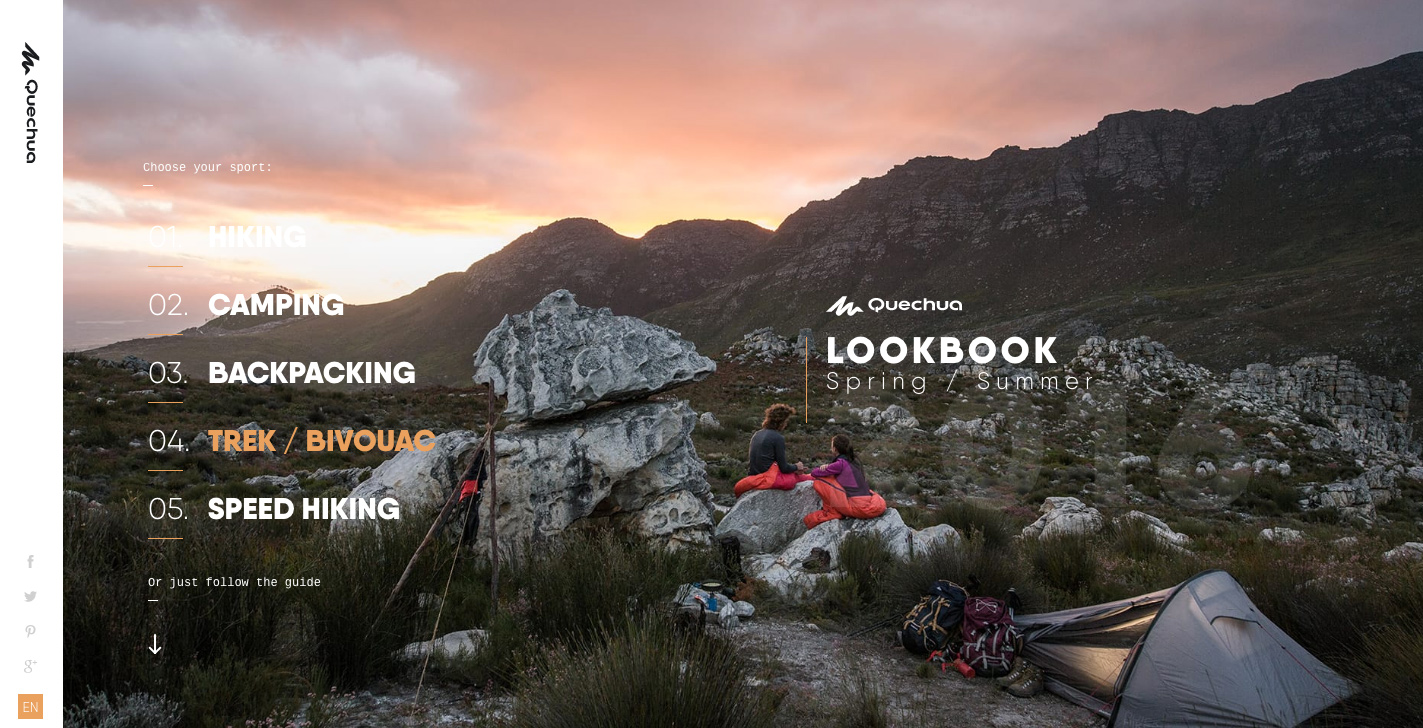 Quechua
Choose your sport:
01. HIKING
02. CAMPING
03. BACKPACKING
04. TREK / BIVOUAC
05. SPEED HIKING
Or just follow the guide
Quechua
LOOKBOOK
Spring / Summer
2016
EN